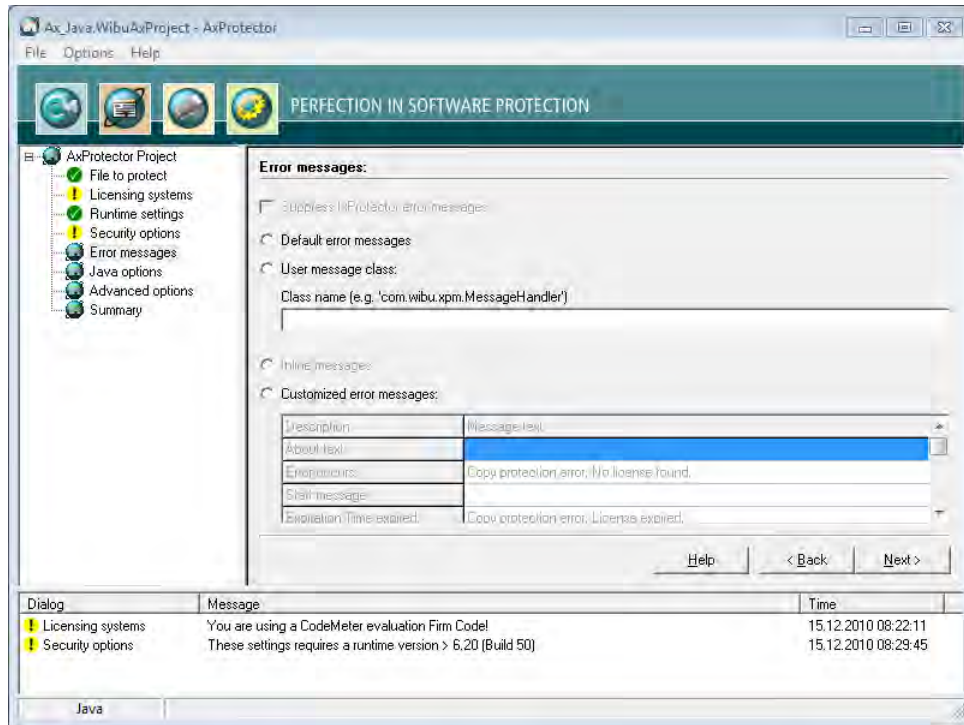 Ax_Java.WibuAxProject - AxProtector
File Options Help
PERFECTION IN SOFTWARE PROTECTION
AxProtector Project
File to protect
Licensing systems
Runtime settings
Security options
Error messages
Java options
Advanced options
Summary
Error messages:
Suppress IxProtector error messages
Default error messages
User message class:
Class name (e.g. 'com.wibu.xpm.MessageHandler')
Inline messages
Customized error messages:
Description Message text
About text
Error occurs Copy protection error. No license found.
Start message
Expiration Time expired. Copy protection error. License expired.
Help < Back Next >
Dialog Message Time
Licensing systems You are using a CodeMeter evaluation Firm Code! 15.12.2010 08:22:11
Security options These settings requires a runtime version > 6.20 (Build 50) 15.12.2010 08:29:45
Java